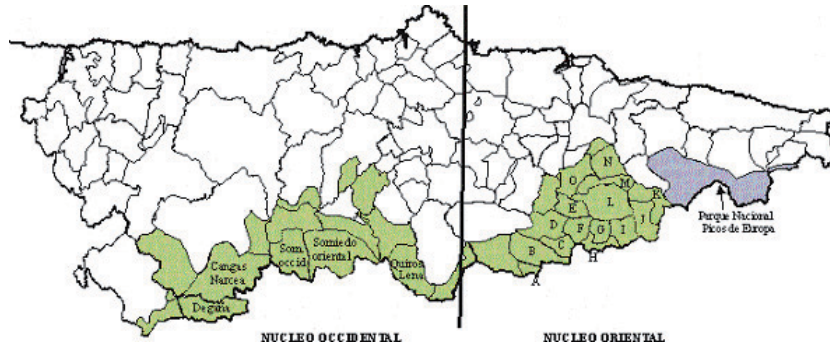 N
O
M
K
E
L
D
F
G
I
J
B
C
H
A
Parque Nacional
Picos de Europa
Cangas
Narcea
Som.
occid
Somiedo
oriental
Quiros
Lena
Degaña
NUCLEO OCCIDENTAL
NUCLEO ORIENTAL